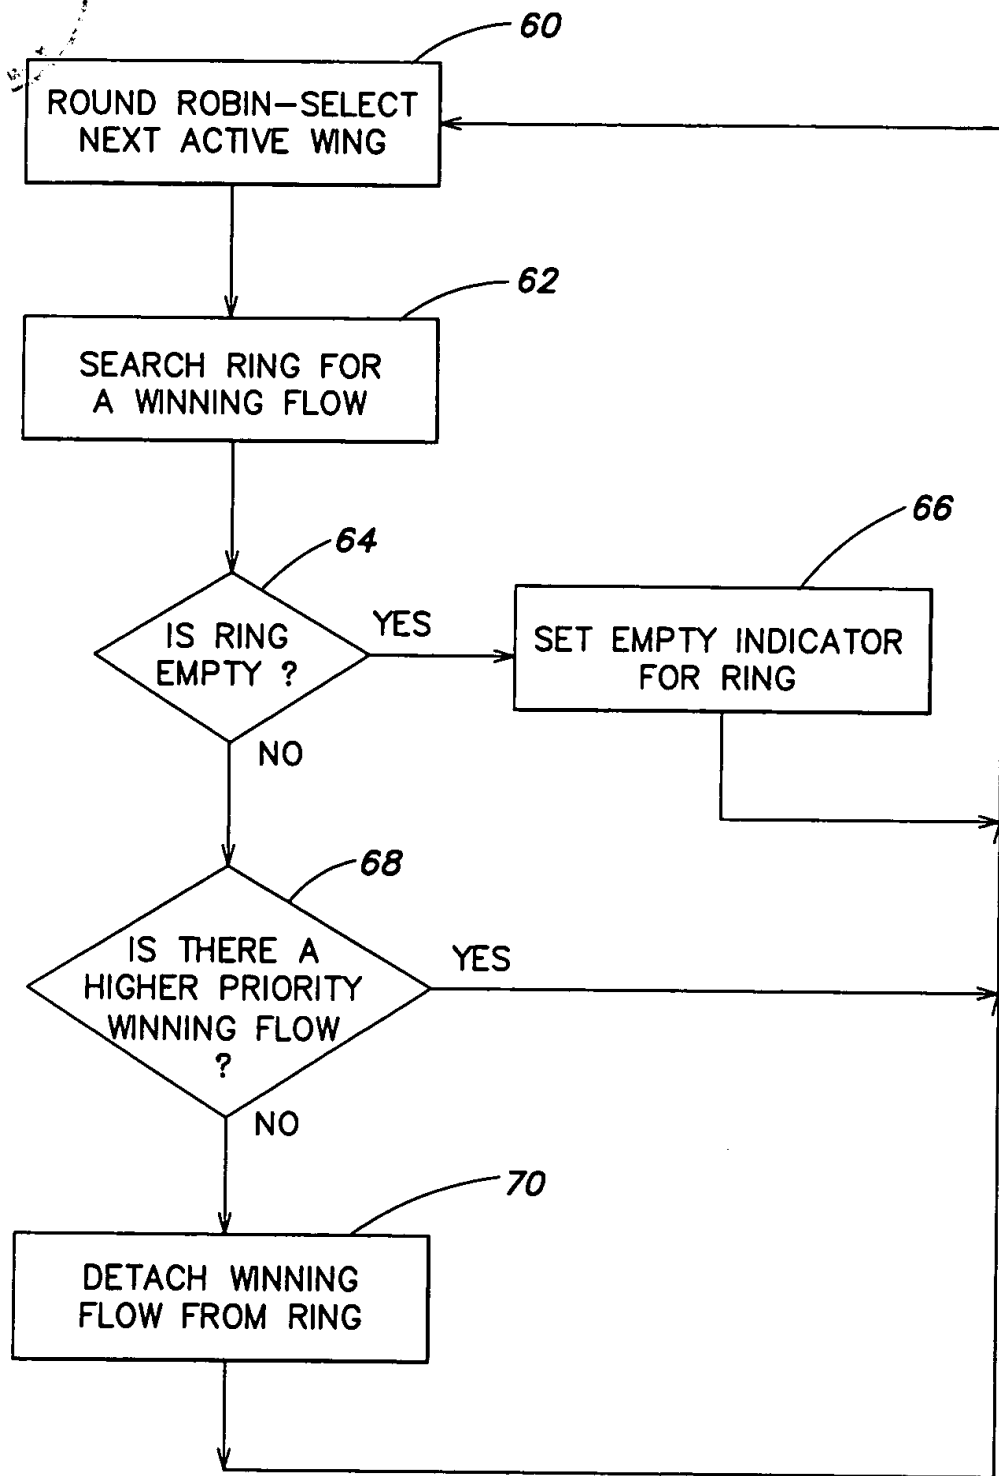 60
ROUND ROBIN–SELECT
NEXT ACTIVE WING
62
SEARCH RING FOR
A WINNING FLOW
64
IS RING
EMPTY ?
YES
NO
66
SET EMPTY INDICATOR
FOR RING
68
IS THERE A
HIGHER PRIORITY
WINNING FLOW
?
YES
NO
70
DETACH WINNING
FLOW FROM RING